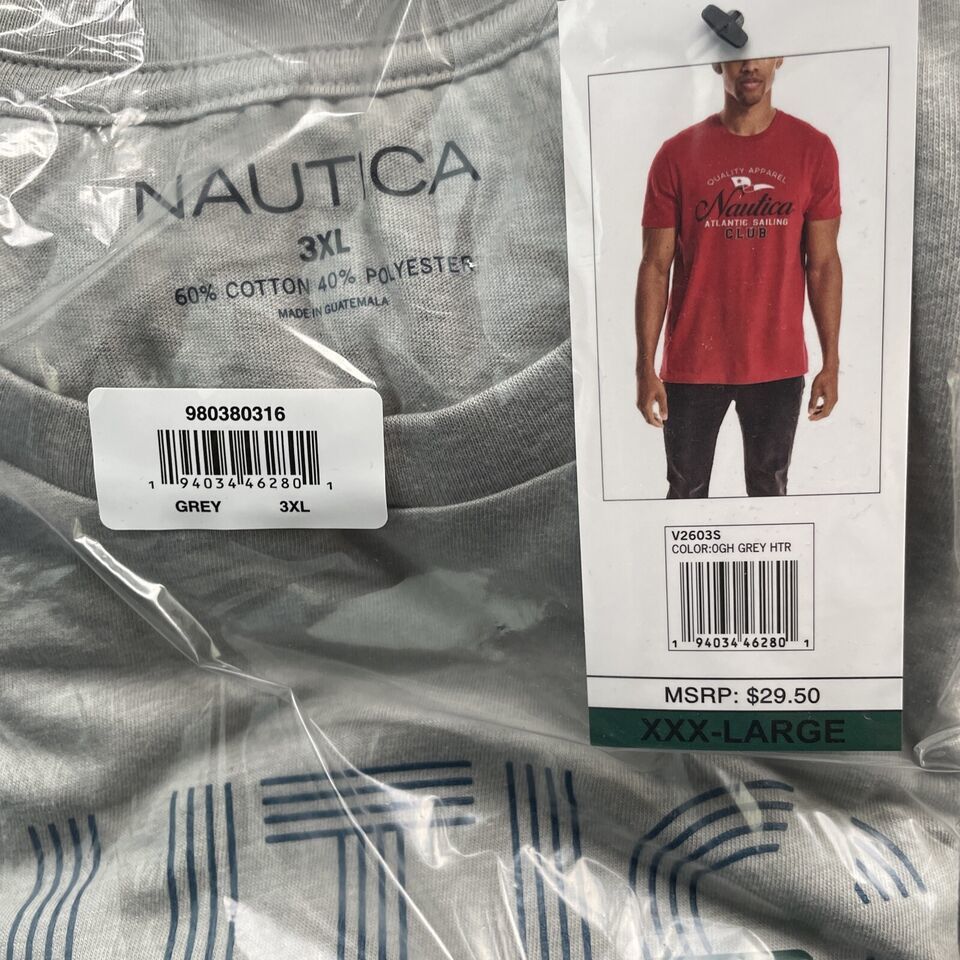 NAUTICA
3XL
60% COTTON 40% POLYESTER
MADE IN GUATEMALA
980380316
1 94034 46280 1
GREY 3XL
QUALITY APPAREL
Nautica
ATLANTIC SAILING
CLUB
V2603S
COLOR:0GH GREY HTR
1 94034 46280 1
MSRP: $29.50
XXX-LARGE